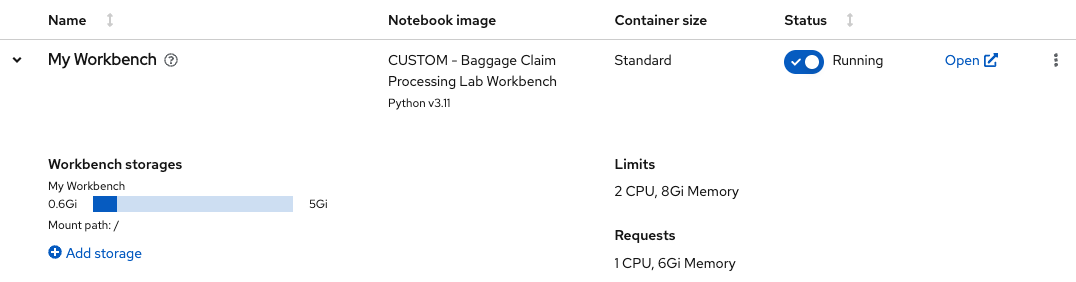 Name Notebook image Container size Status
My Workbench CUSTOM - Baggage Claim Standard Running Open
Processing Lab Workbench
Python v3.11
Workbench storages Limits
My Workbench 2 CPU, 8Gi Memory
0.6Gi 5Gi
Mount path: /
Requests
Add storage
1 CPU, 6Gi Memory